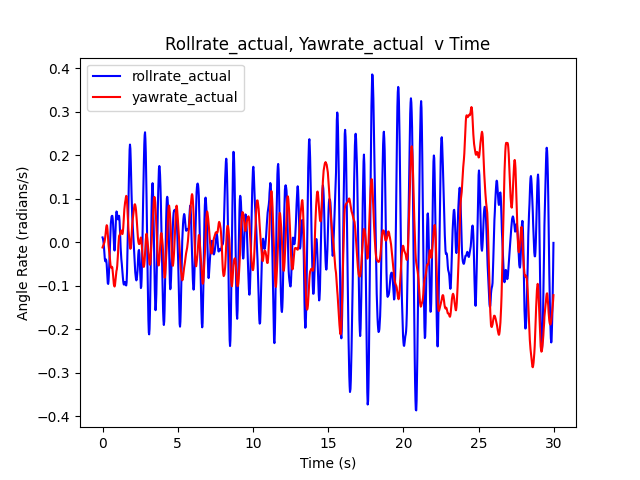 Rollrate_actual, Yawrate_actual  v Time
rollrate_actual
yawrate_actual
Angle Rate (radians/s)
0.4
0.3
0.2
0.1
0.0
−0.1
−0.2
−0.3
−0.4
0 5 10 15 20 25 30
Time (s)